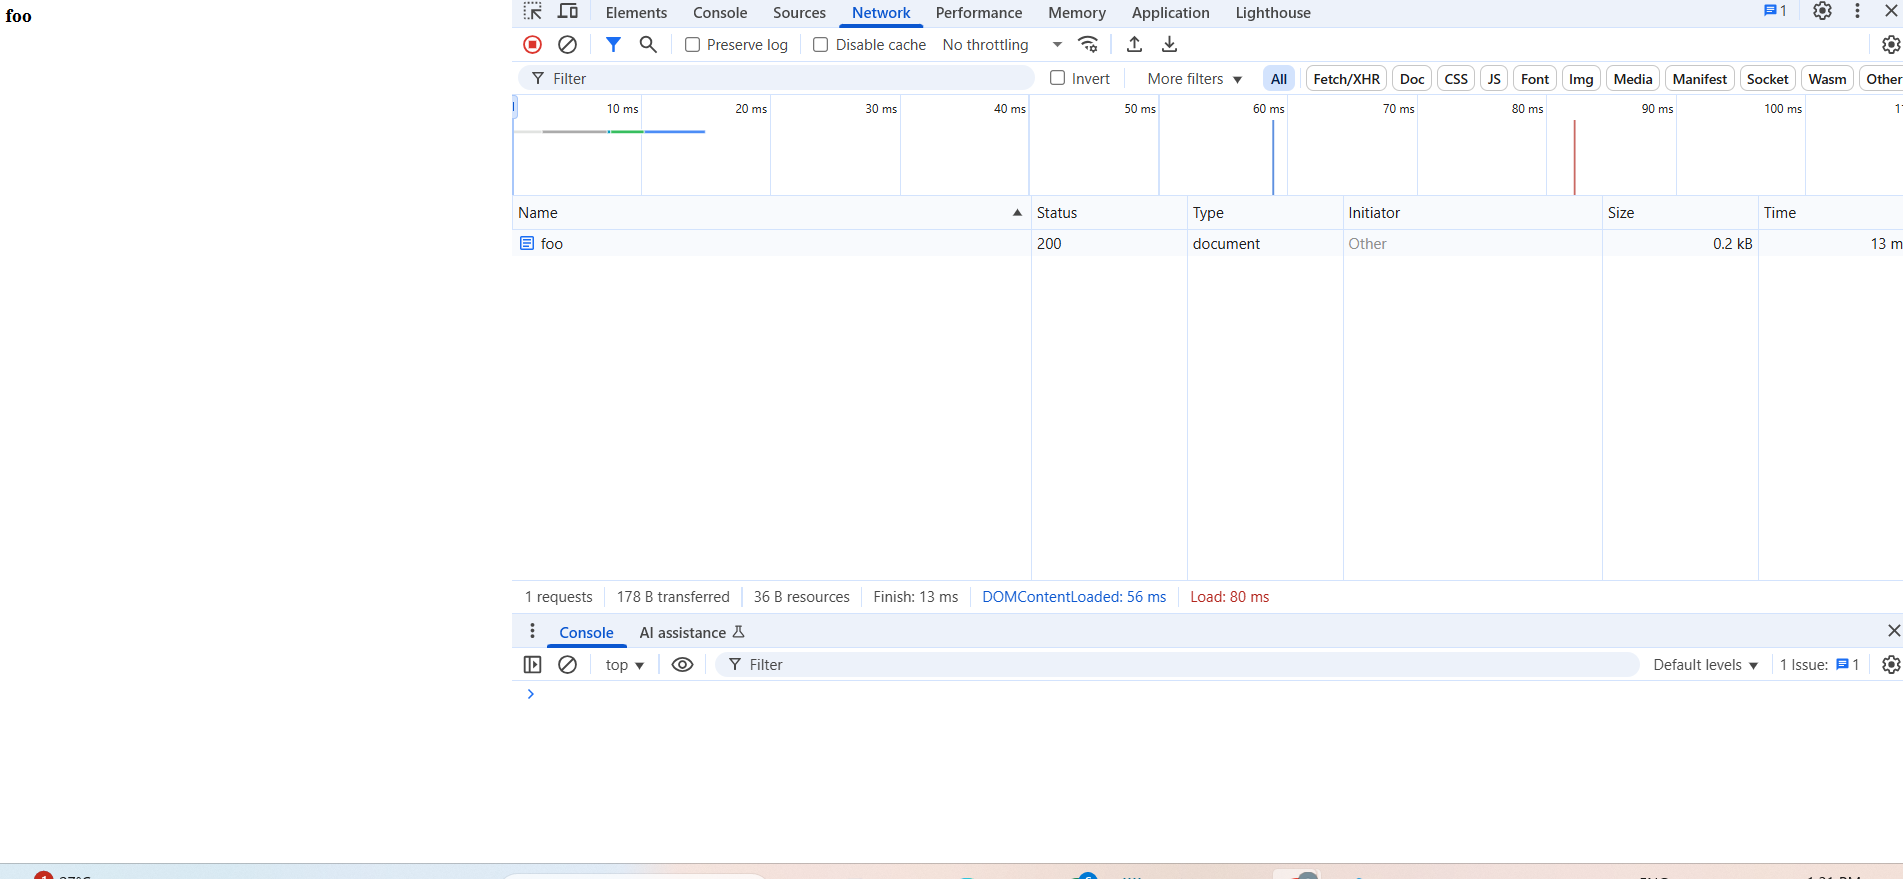 foo
Elements Console Sources Network Performance Memory Application Lighthouse 1
Preserve log Disable cache No throttling
Filter Invert More filters All Fetch/XHR Doc CSS JS Font Img Media Manifest Socket Wasm Other
10 ms 20 ms 30 ms 40 ms 50 ms 60 ms 70 ms 80 ms 90 ms 100 ms
Name Status Type Initiator Size Time
foo 200 document Other 0.2 kB 13 m
1 requests 178 B transferred 36 B resources Finish: 13 ms DOMContentLoaded: 56 ms Load: 80 ms
Console AI assistance
top Filter Default levels 1 Issue: 1